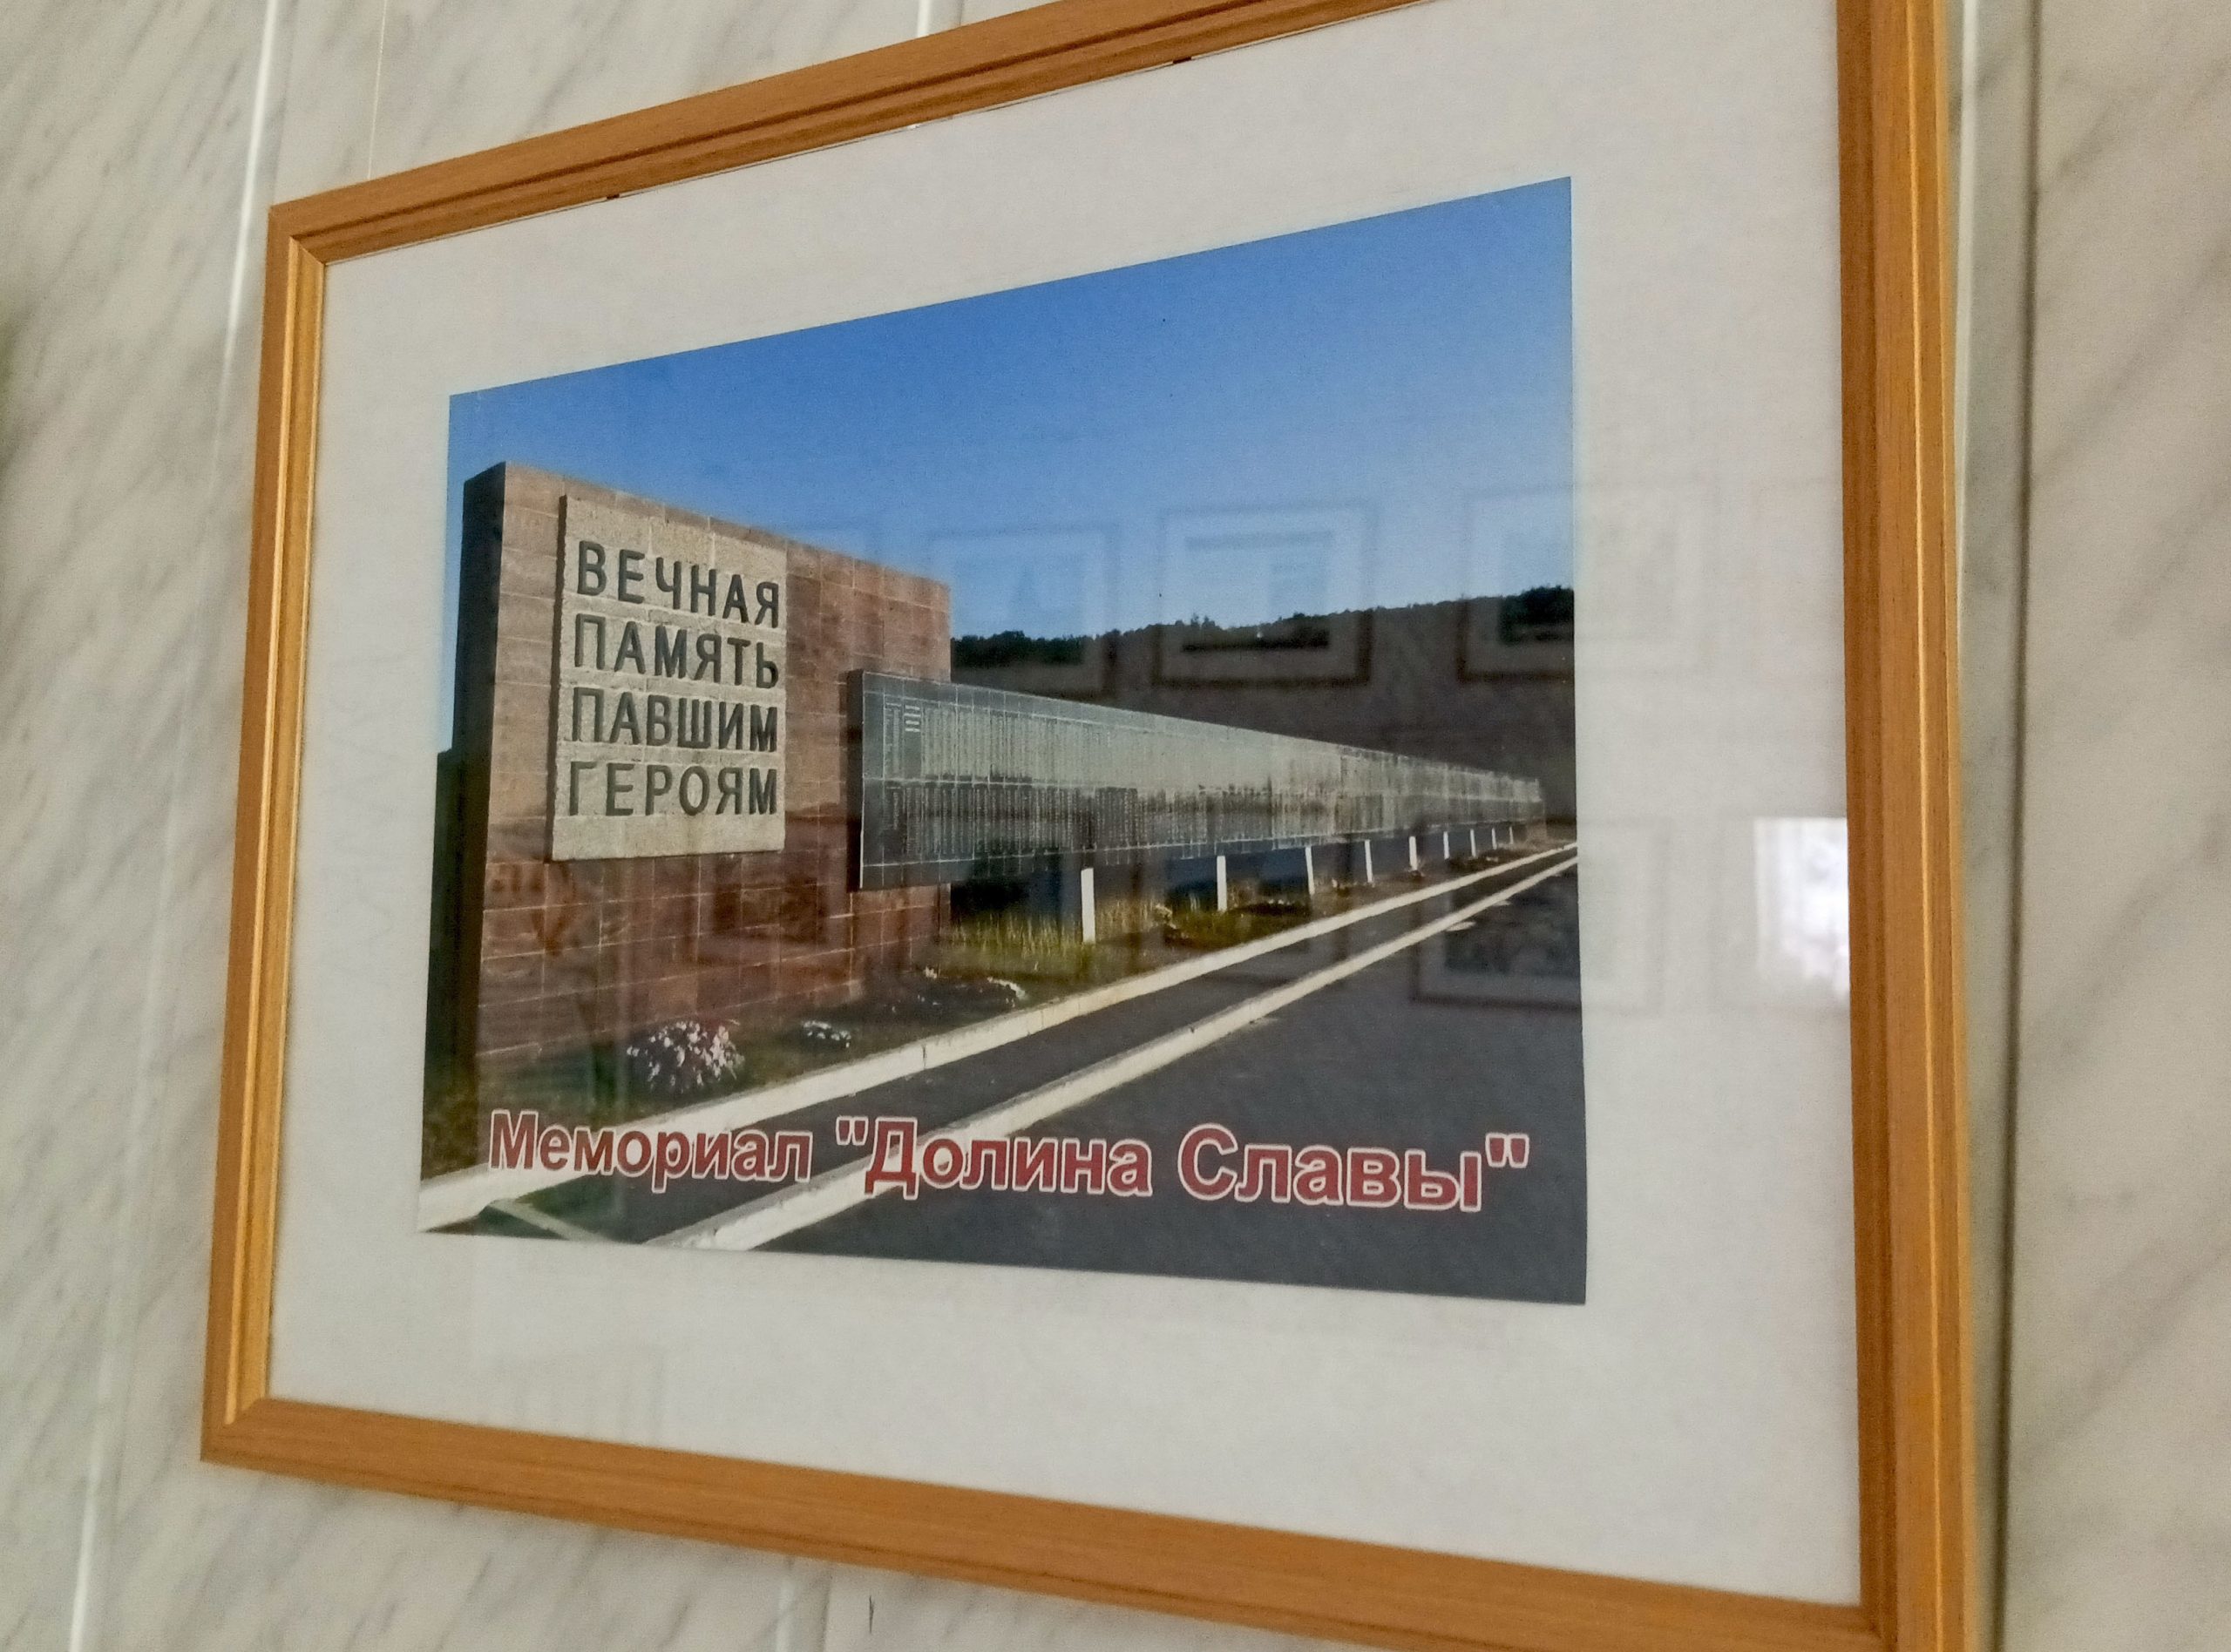 ВЕЧНАЯ
ПАМЯТЬ
ПАВШИМ
ГЕРОЯМ
Мемориал "Долина Славы"